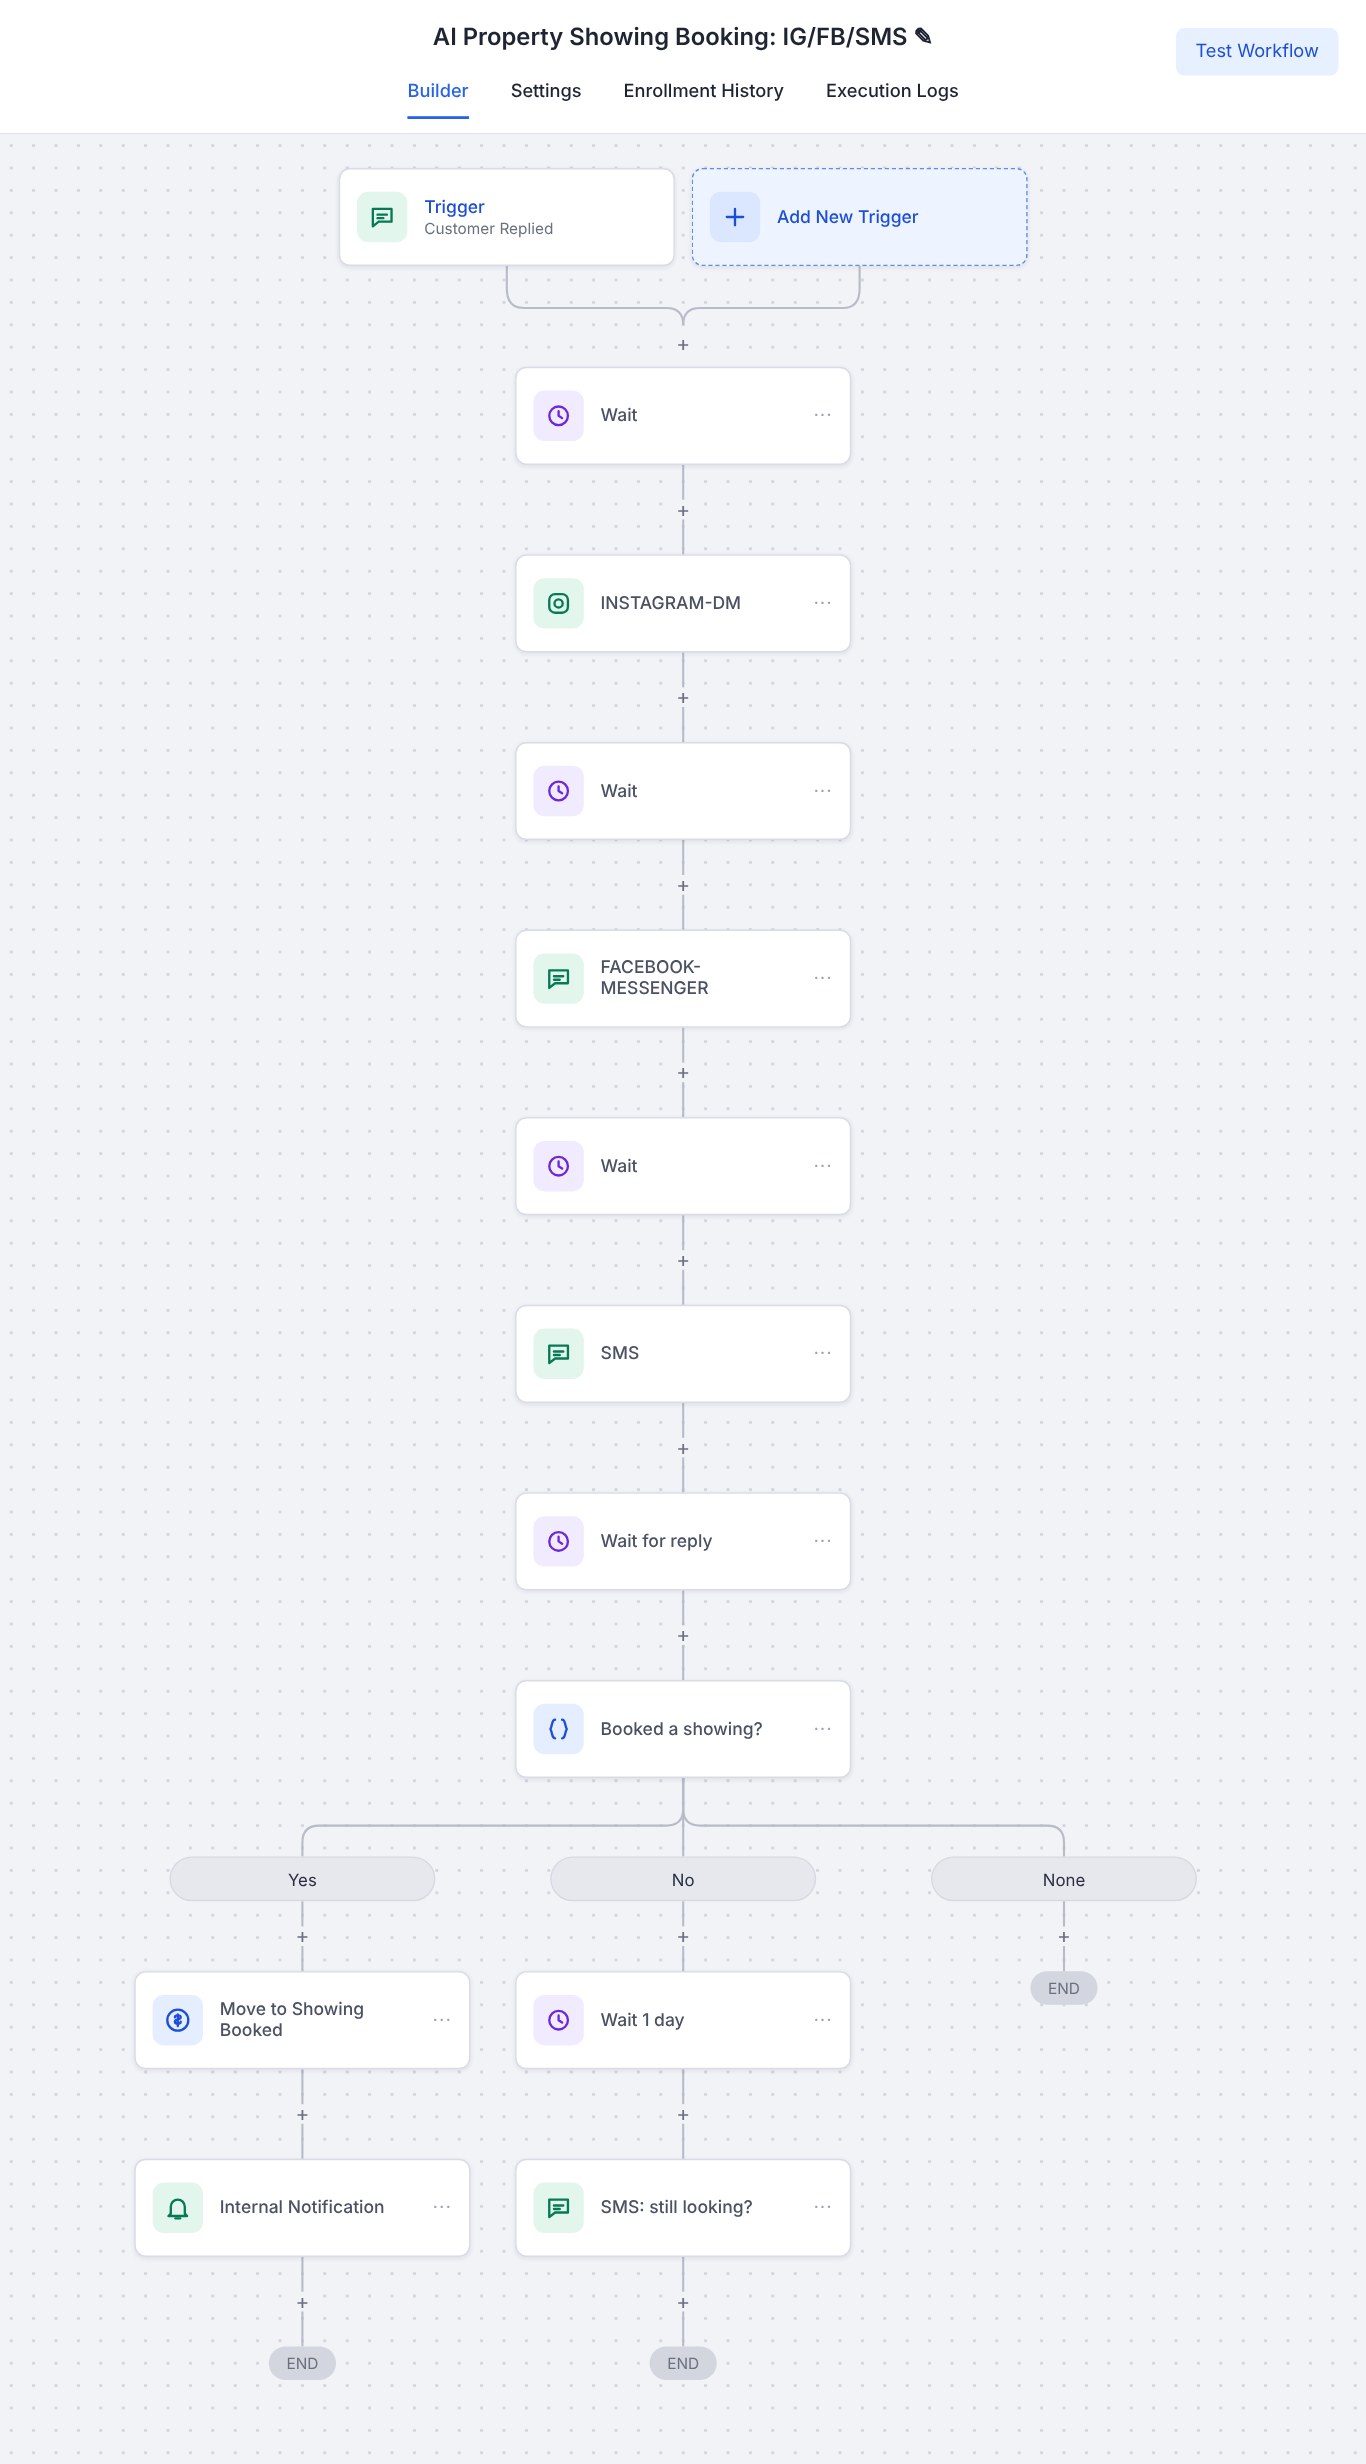 AI Property Showing Booking: IG/FB/SMS ✎
Test Workflow
Builder
Settings
Enrollment History
Execution Logs
Trigger
Customer Replied
Add New Trigger
+
Wait
...
+
INSTAGRAM-DM
...
+
Wait
...
+
FACEBOOK-
MESSENGER
...
+
Wait
...
+
SMS
...
+
Wait for reply
...
+
Booked a showing?
...
Yes
No
None
+
+
+
END
Move to Showing
Booked
...
Wait 1 day
...
+
+
Internal Notification
...
SMS: still looking?
...
+
+
END
END